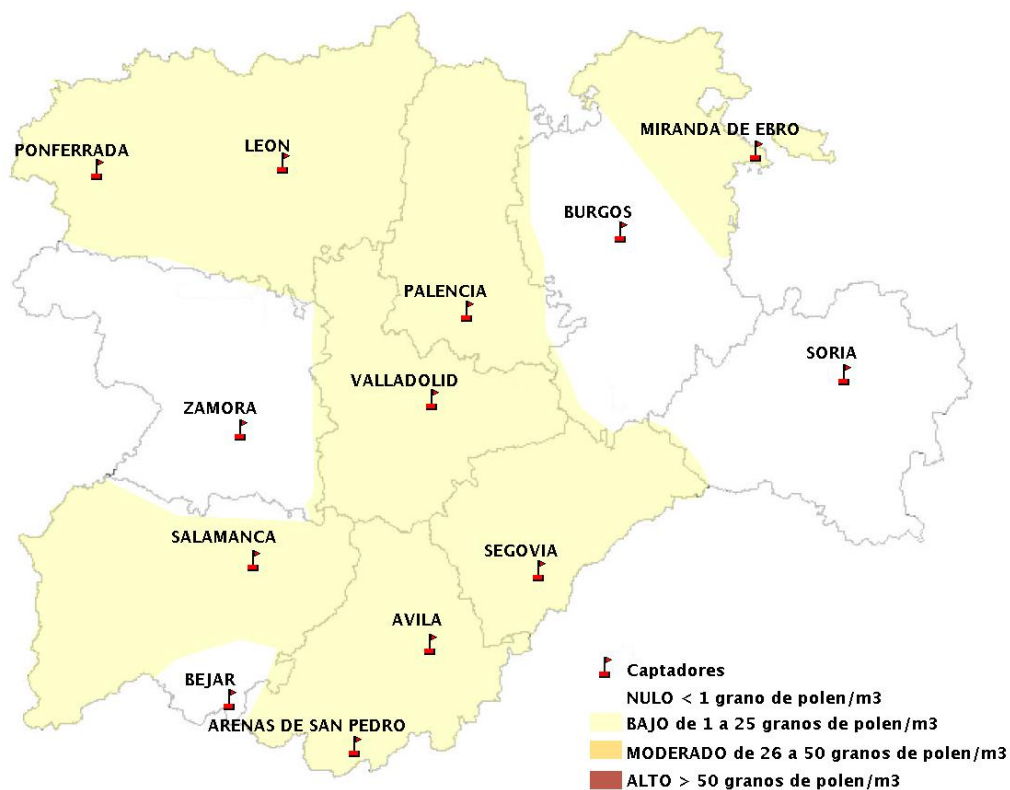 MIRANDA DE EBRO
PONFERRADA
LEON
BURGOS
PALENCIA
SORIA
VALLADOLID
ZAMORA
SALAMANCA
SEGOVIA
AVILA
BEJAR
ARENAS DE SAN PEDRO
Captadores
NULO < 1 grano de polen/m3
BAJO de 1 a 25 granos de polen/m3
MODERADO de 26 a 50 granos de polen/m3
ALTO > 50 granos de polen/m3